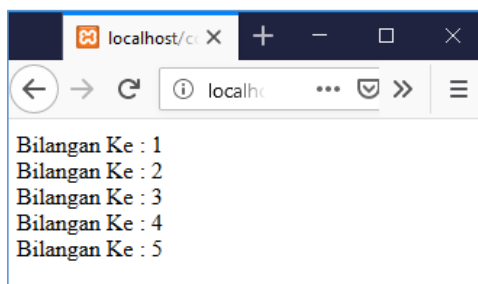 localhost/c
localh
Bilangan Ke : 1
Bilangan Ke : 2
Bilangan Ke : 3
Bilangan Ke : 4
Bilangan Ke : 5